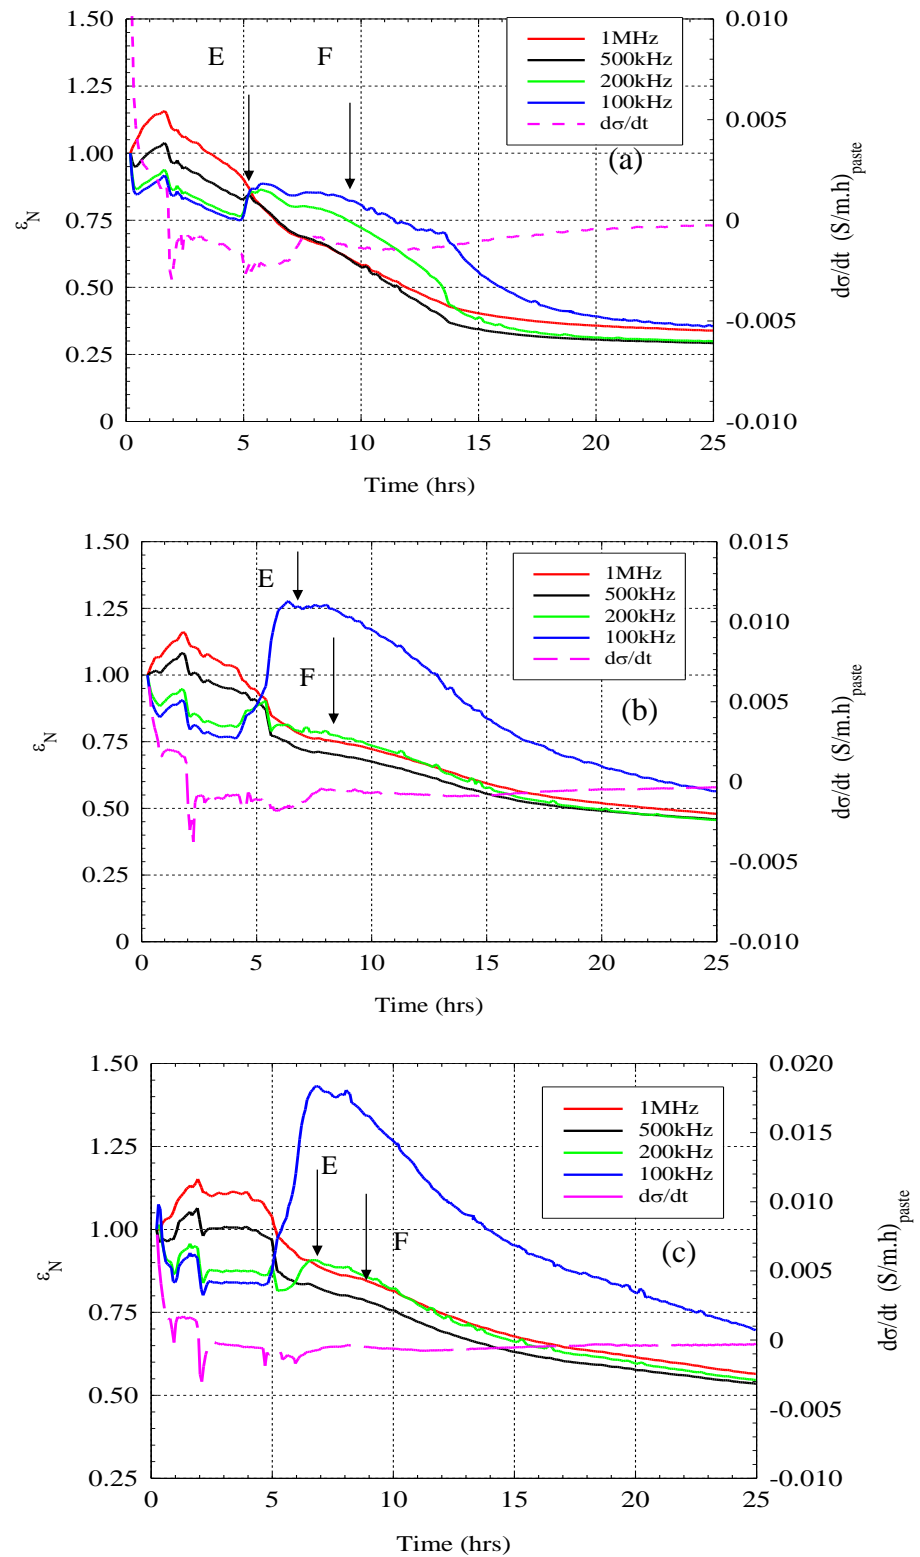 1.50
1.25
1.00
0.75
0.50
0.25
0
ε_N
E
F
1MHz
500kHz
200kHz
100kHz
dσ/dt
(a)
0.010
0.005
0
-0.005
-0.010
dσ/dt (S/m.h)_paste
0 5 10 15 20 25
Time (hrs)
1.50
1.25
1.00
0.75
0.50
0.25
0
ε_N
E
F
1MHz
500kHz
200kHz
100kHz
dσ/dt
(b)
0.015
0.010
0.005
0
-0.005
-0.010
dσ/dt (S/m.h)_paste
0 5 10 15 20 25
Time (hrs)
1.50
1.25
1.00
0.75
0.50
0.25
ε_N
E
F
1MHz
500kHz
200kHz
100kHz
dσ/dt
(c)
0.020
0.015
0.010
0.005
0
-0.005
-0.010
dσ/dt (S/m.h)_paste
0 5 10 15 20 25
Time (hrs)